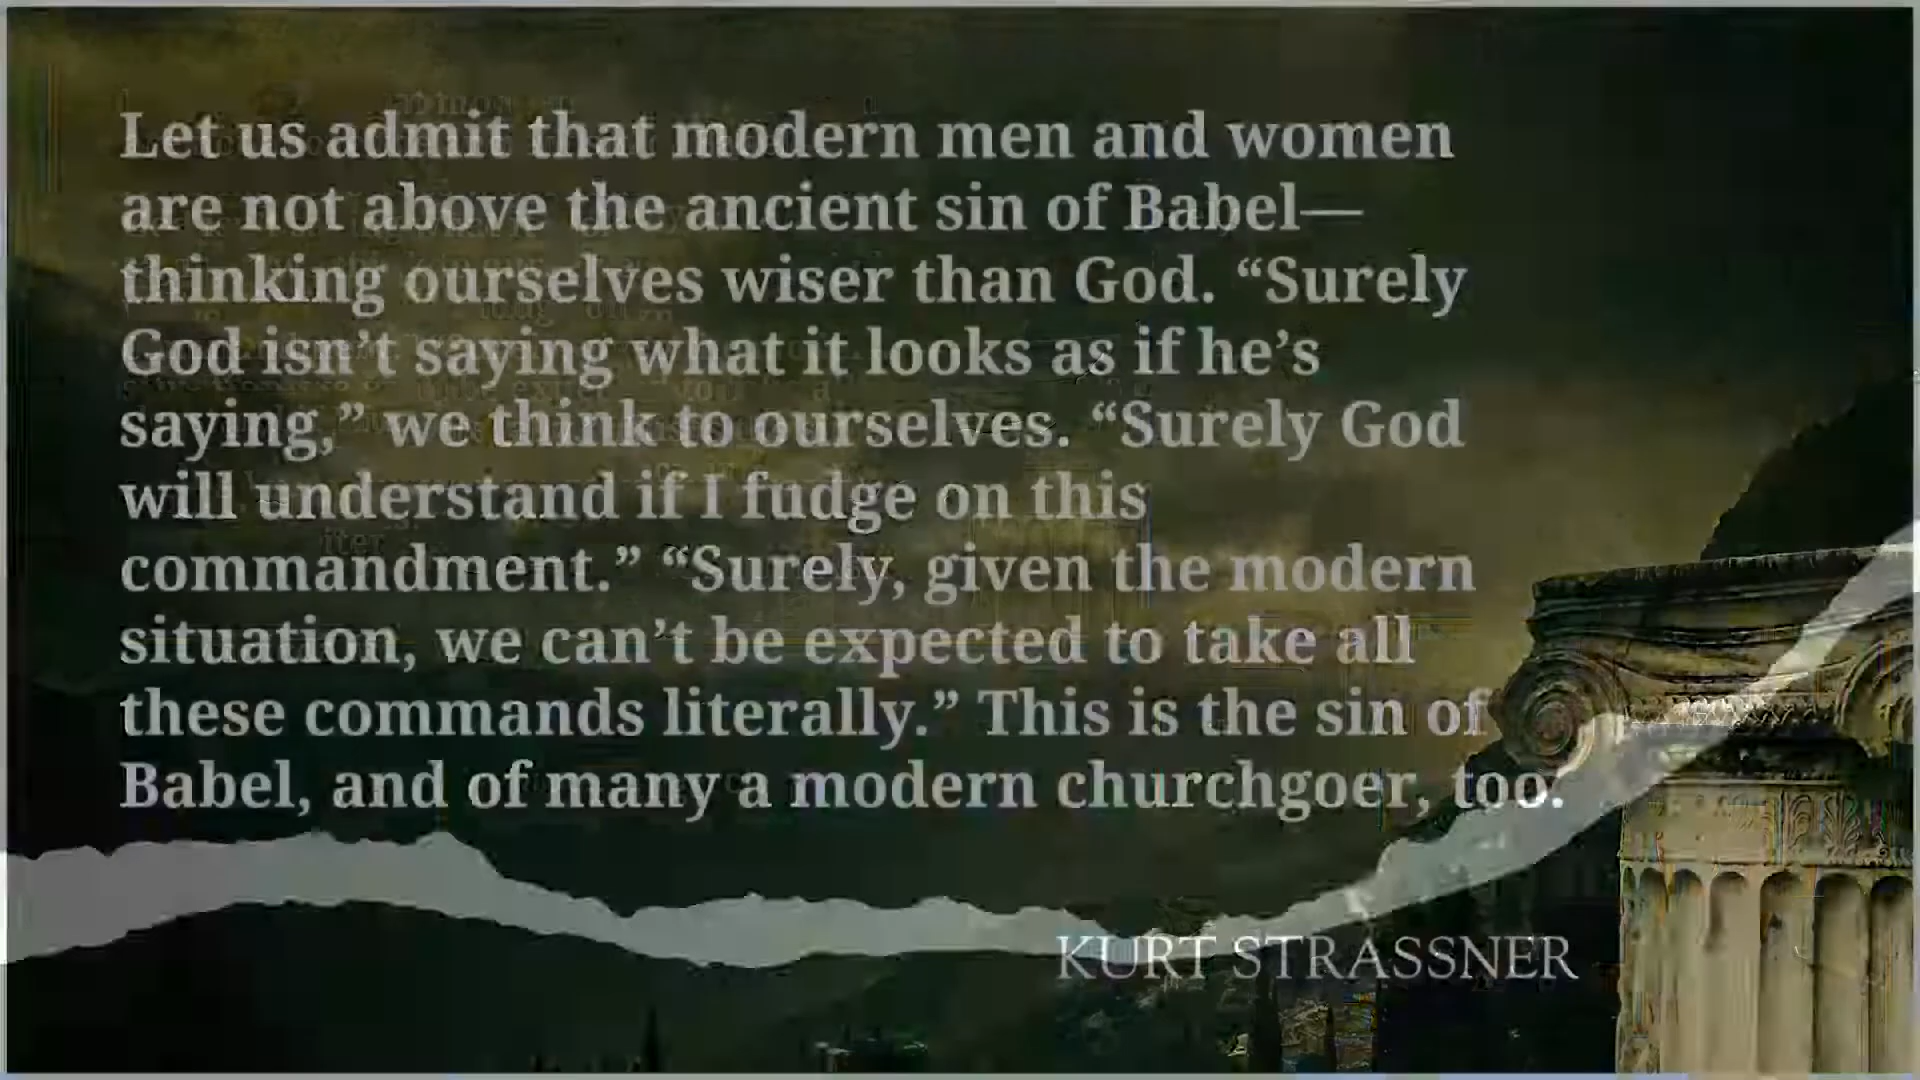 Let us admit that modern men and women
are not above the ancient sin of Babel—
thinking ourselves wiser than God. “Surely
God isn’t saying what it looks as if he’s
saying,” we think to ourselves. “Surely God
will understand if I fudge on this
commandment.” “Surely, given the modern
situation, we can’t be expected to take all
these commands literally.” This is the sin of
Babel, and of many a modern churchgoer, too.
KURT STRASSNER